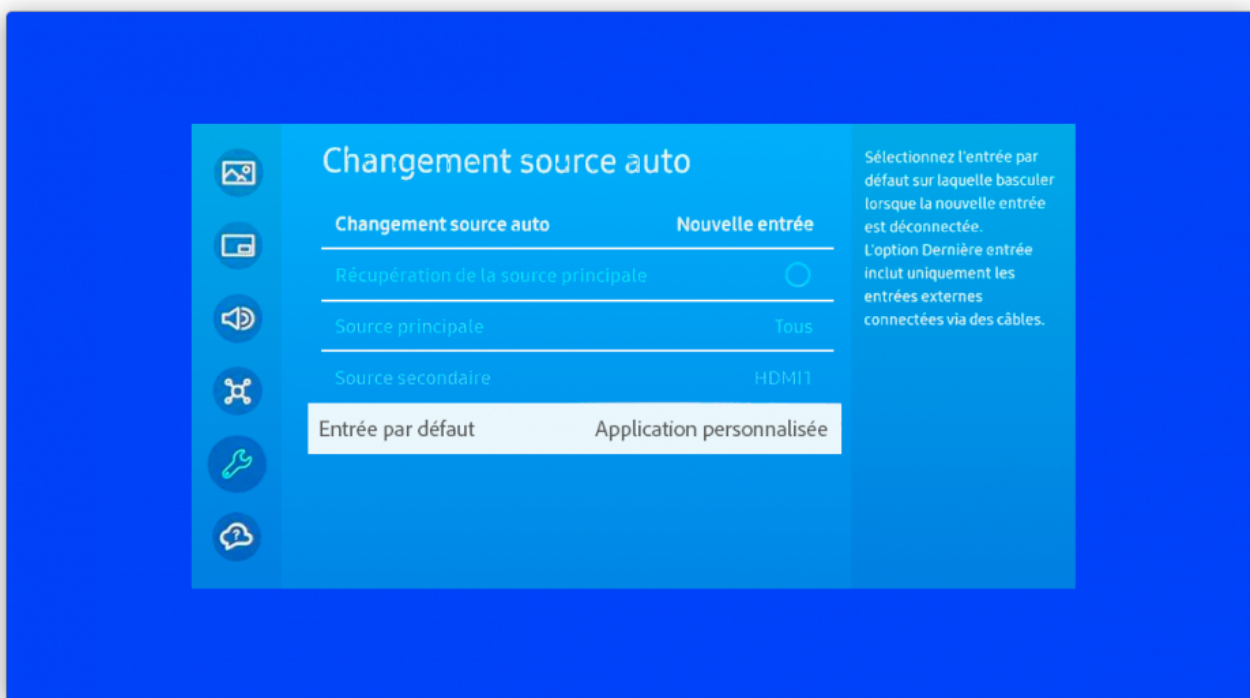 Changement source auto
Changement source auto Nouvelle entrée
Récupération de la source principale
Source principale Tous
Source secondaire HDMI1
Entrée par défaut Application personnalisée
Sélectionnez l'entrée par
défaut sur laquelle basculer
lorsque la nouvelle entrée
est déconnectée.
L'option Dernière entrée
inclut uniquement les
entrées externes
connectées via des câbles.